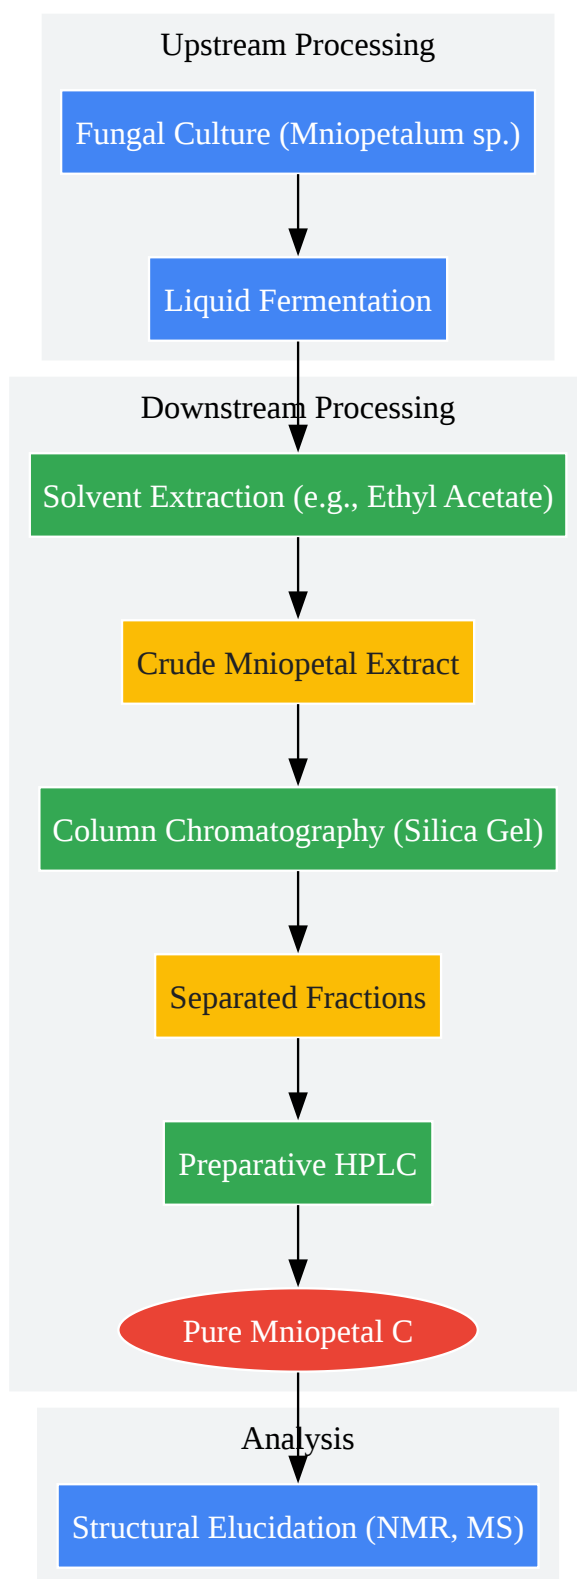 Upstream Processing
Fungal Culture (Mniopetalum sp.)
Liquid Fermentation
Downstream Processing
Solvent Extraction (e.g., Ethyl Acetate)
Crude Mniopetal Extract
Column Chromatography (Silica Gel)
Separated Fractions
Preparative HPLC
Pure Mniopetal C
Analysis
Structural Elucidation (NMR, MS)